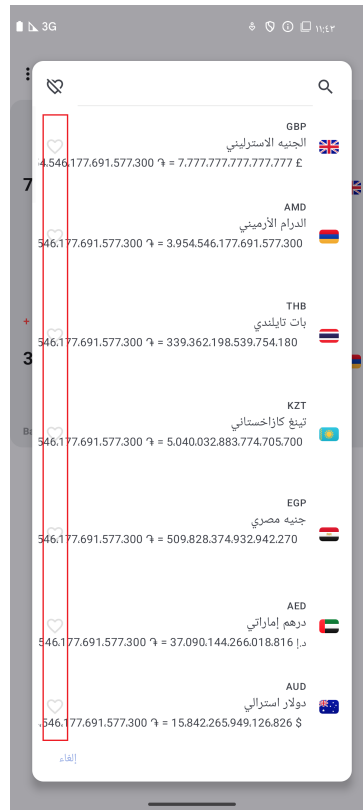 3G
١١:٤٣
GBP
الجنيه الاسترليني
4.546.177.691.577.300 ֏ = 7.777.777.777.777.777 £
7
AMD
الدرام الأرميني
546.177.691.577.300 ֏ = 3.954.546.177.691.577.300
THB
بات تايلندي
546.177.691.577.300 ֏ = 339.362.198.539.754.180
+
3
KZT
تينغ كازاخستاني
546.177.691.577.300 ֏ = 5.040.032.883.774.705.700
Ba
EGP
جنيه مصري
546.177.691.577.300 ֏ = 509.828.374.932.942.270
AED
درهم إماراتي
546.177.691.577.300 ֏ = 37.090.144.266.018.816 د.إ
AUD
دولار استرالي
.546.177.691.577.300 ֏ = 15.842.265.949.126.826 $
إلغاء